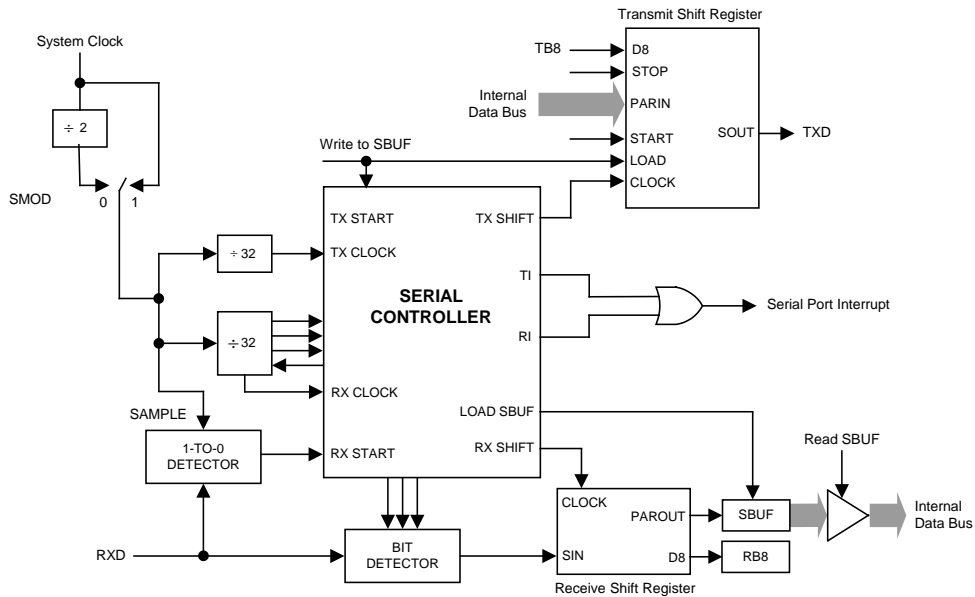 Transmit Shift Register
System Clock
TB8
D8
STOP
÷ 2
Internal
Data Bus
PARIN
START
SOUT
TXD
Write to SBUF
LOAD
CLOCK
SMOD
0
1
TX START
TX SHIFT
÷ 32
TX CLOCK
TI
SERIAL
CONTROLLER
Serial Port Interrupt
÷ 32
RI
RX CLOCK
SAMPLE
LOAD SBUF
1-TO-0
DETECTOR
RX START
RX SHIFT
Read SBUF
CLOCK
PAROUT
SBUF
Internal
Data Bus
RXD
BIT
DETECTOR
SIN
D8
RB8
Receive Shift Register